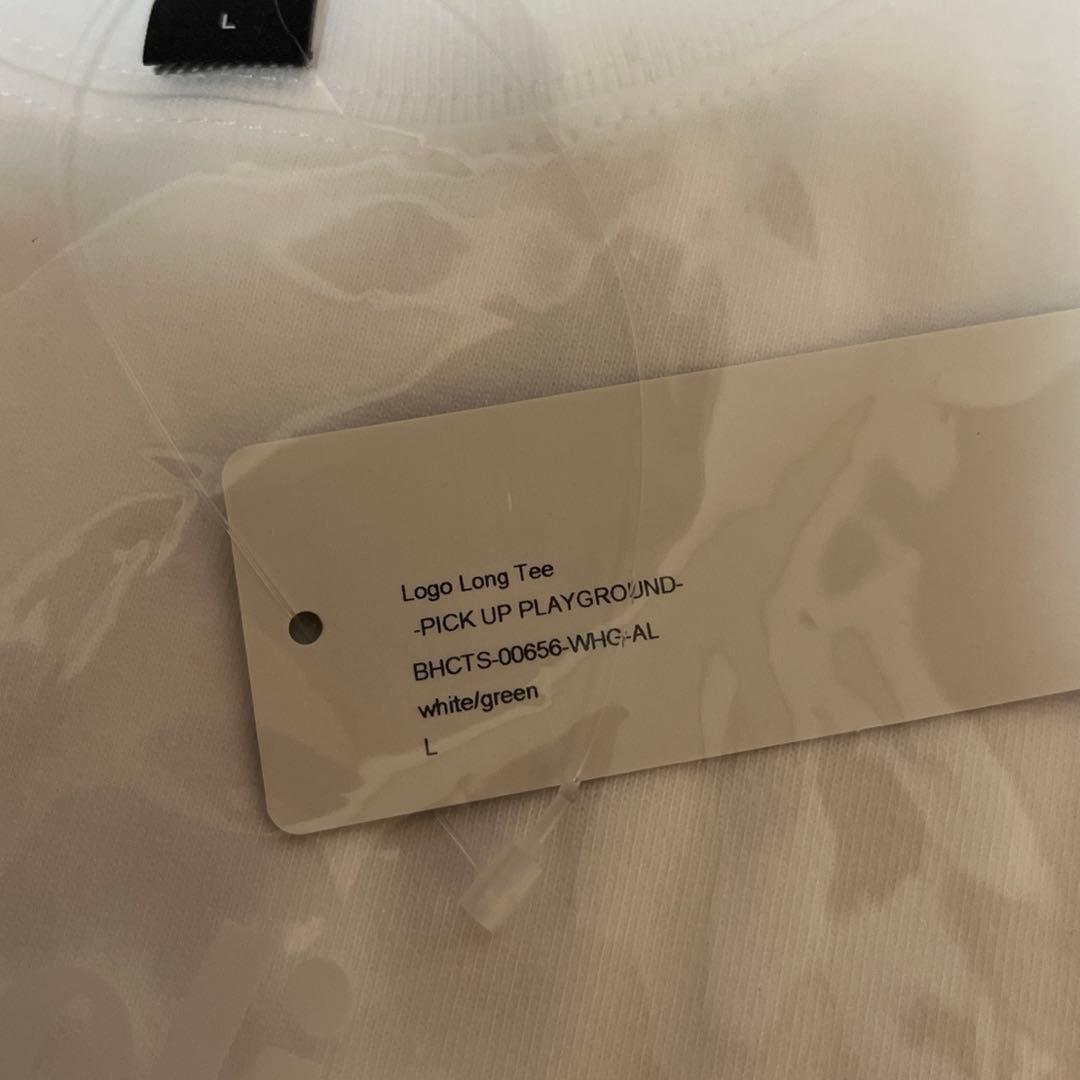 L
Logo Long Tee
-PICK UP PLAYGROUND-
BHCTS-00656-WHG-AL
white/green
L